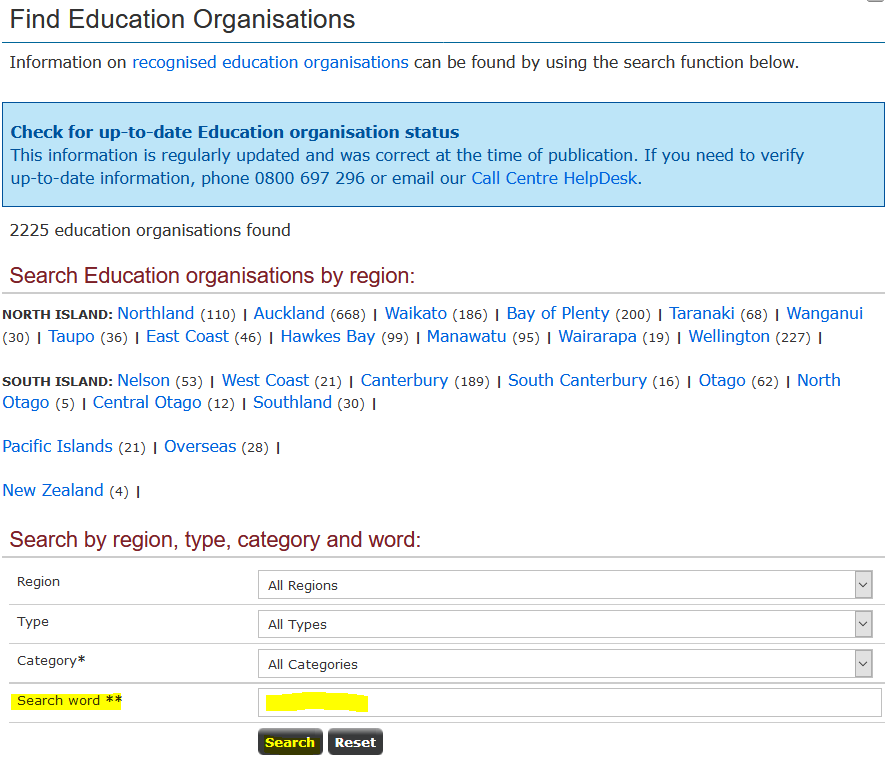 Find Education Organisations
Information on recognised education organisations can be found by using the search function below.
Check for up-to-date Education organisation status
This information is regularly updated and was correct at the time of publication. If you need to verify
up-to-date information, phone 0800 697 296 or email our Call Centre HelpDesk.
2225 education organisations found
Search Education organisations by region:
NORTH ISLAND: Northland (110) | Auckland (668) | Waikato (186) | Bay of Plenty (200) | Taranaki (68) | Wanganui
(30) | Taupo (36) | East Coast (46) | Hawkes Bay (99) | Manawatu (95) | Wairarapa (19) | Wellington (227) |
SOUTH ISLAND: Nelson (53) | West Coast (21) | Canterbury (189) | South Canterbury (16) | Otago (62) | North
Otago (5) | Central Otago (12) | Southland (30) |
Pacific Islands (21) | Overseas (28) |
New Zealand (4) |
Search by region, type, category and word:
Region All Regions
Type All Types
Category* All Categories
Search word **
Search Reset